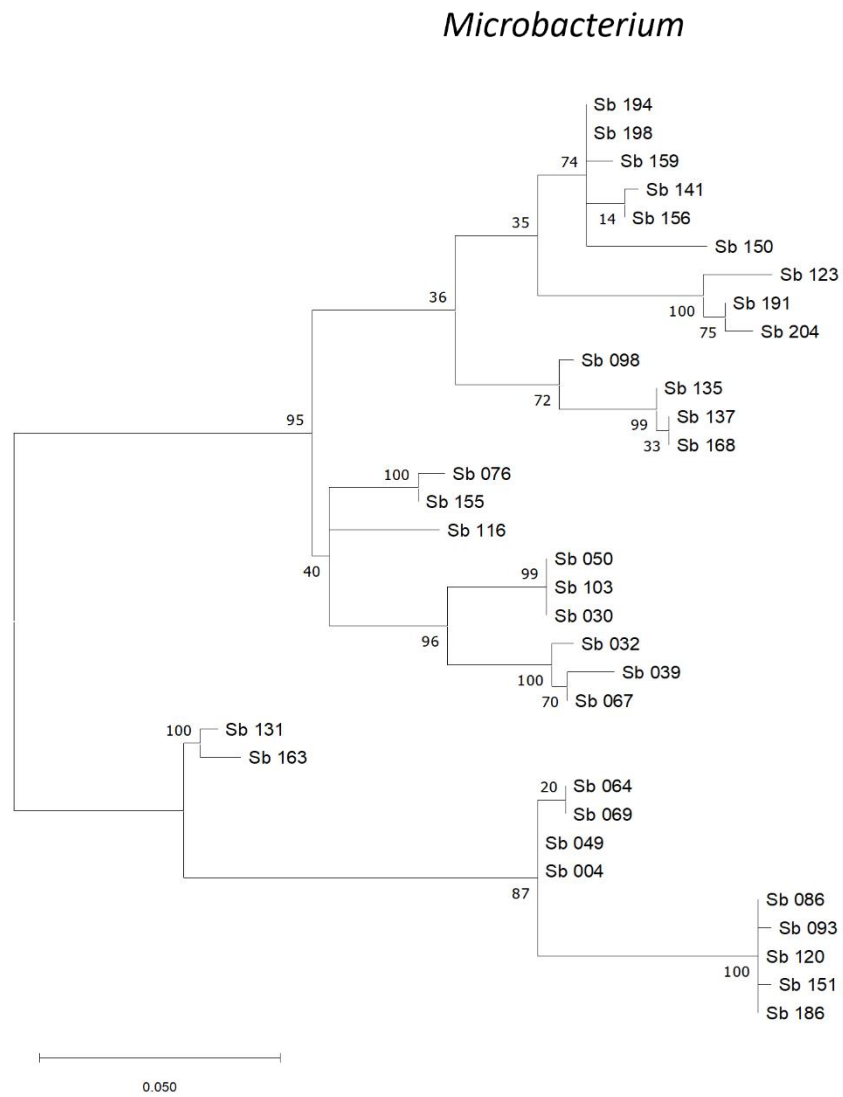 Microbacterium
Sb 194
Sb 198
Sb 159
74
Sb 141
14
Sb 156
35
Sb 150
Sb 123
36
Sb 191
100
75
Sb 204
Sb 098
Sb 135
72
Sb 137
99
33
Sb 168
95
100
Sb 076
Sb 155
Sb 116
40
Sb 050
99
Sb 103
Sb 030
96
Sb 032
Sb 039
100
70
Sb 067
100
Sb 131
Sb 163
20
Sb 064
Sb 069
Sb 049
Sb 004
87
Sb 086
Sb 093
Sb 120
100
Sb 151
Sb 186
0.050